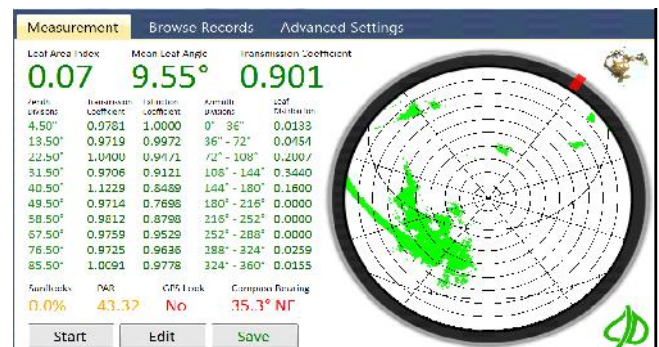 Measurement Browse Records Advanced Settings
Leaf Area Index Mean Leaf Angle Transmission Coefficient
0.07 9.55° 0.901
Zenith Transmission Extinction Azimuth Leaf
Divisions Coefficient Coefficient Divisions Distribution
4.50° 0.9781 1.0000 0° 36° 0.0133
13.50° 0.9719 0.9972 36° - 72° 0.0454
22.50° 1.0400 0.9471 72° - 108° 0.2007
31.50° 0.9706 0.9121 108° - 144° 0.3440
40.50° 1.1229 0.8489 144° - 180° 0.1600
49.50° 0.9714 0.7698 180° - 216° 0.0000
58.50° 0.9812 0.8798 216° - 252° 0.0000
67.50° 0.9759 0.9529 252° - 288° 0.0000
76.50° 0.9725 0.9636 288° - 324° 0.0259
85.50° 1.0091 0.9778 324° - 360° 0.0155
Sunflecks PAR GPS Lock Compass Bearing
0.0% 43.32 No 35.3° NE
Start Edit Save